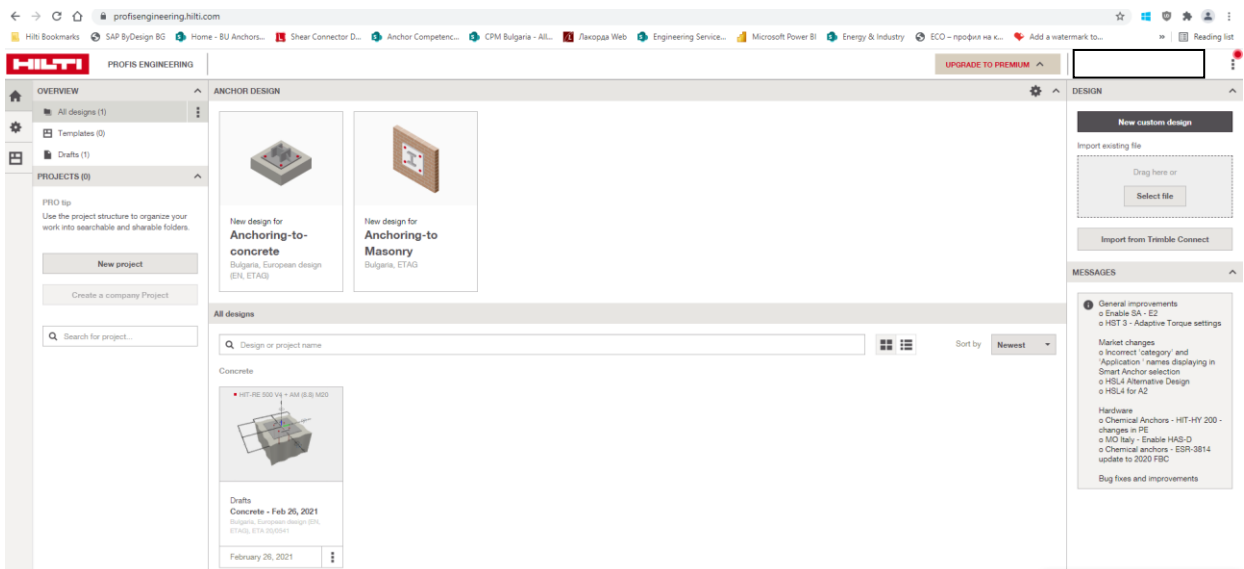 profisengineering.hilti.com
Hilti Bookmarks
SAP ByDesign BG
Home - BU Anchors...
Shear Connector D...
Anchor Competenc...
CPM Bulgaria - All...
Лакорда Web
Engineering Service...
Microsoft Power BI
Energy & Industry
ECO – профил на к...
Add a watermark to...
»
Reading list
HILTI
PROFIS ENGINEERING
UPGRADE TO PREMIUM
OVERVIEW
All designs (1)
Templates (0)
Drafts (1)
PROJECTS (0)
PRO tip
Use the project structure to organize your
work into searchable and sharable folders.
New project
Create a company Project
Search for project...
ANCHOR DESIGN
New design for
Anchoring-to-
concrete
Bulgaria, European design
(EN, ETAG)
New design for
Anchoring-to
Masonry
Bulgaria, ETAG
All designs
Design or project name
Sort by
Newest
Concrete
HIT-RE 500 V4 + AM (8.8) M20
Drafts
Concrete - Feb 26, 2021
Bulgaria, European design (EN,
ETAG), ETA 20/0541
February 26, 2021
DESIGN
New custom design
Import existing file
Drag here or
Select file
Import from Trimble Connect
MESSAGES
General improvements
o Enable SA - E2
o HST 3 - Adaptive Torque settings
Market changes
o Incorrect 'category' and
'Application ' names displaying in
Smart Anchor selection
o HSL4 Alternative Design
o HSL4 for A2
Hardware
o Chemical Anchors - HIT-HY 200 -
changes in PE
o MO Italy - Enable HAS-D
o Chemical anchors - ESR-3814
update to 2020 FBC
Bug fixes and improvements